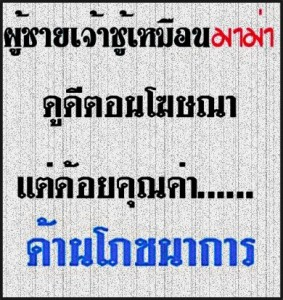 ผู้ชายเจ้าชู้เหมือนมาม่า
ดูดีตอนโฆษณา
แต่ด้อยคุณค่า......
ด้านโภชนาการ